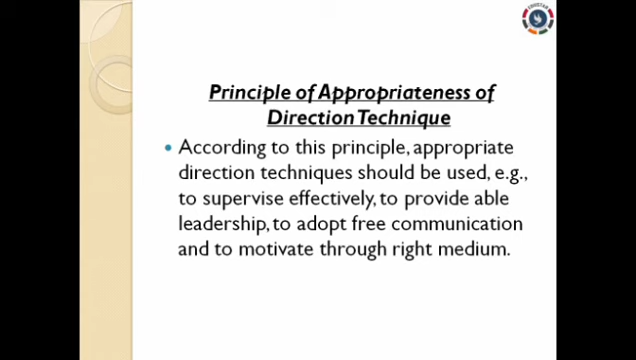 Principle of Appropriateness of
Direction Technique
According to this principle, appropriate
direction techniques should be used, e.g.,
to supervise effectively, to provide able
leadership, to adopt free communication
and to motivate through right medium.